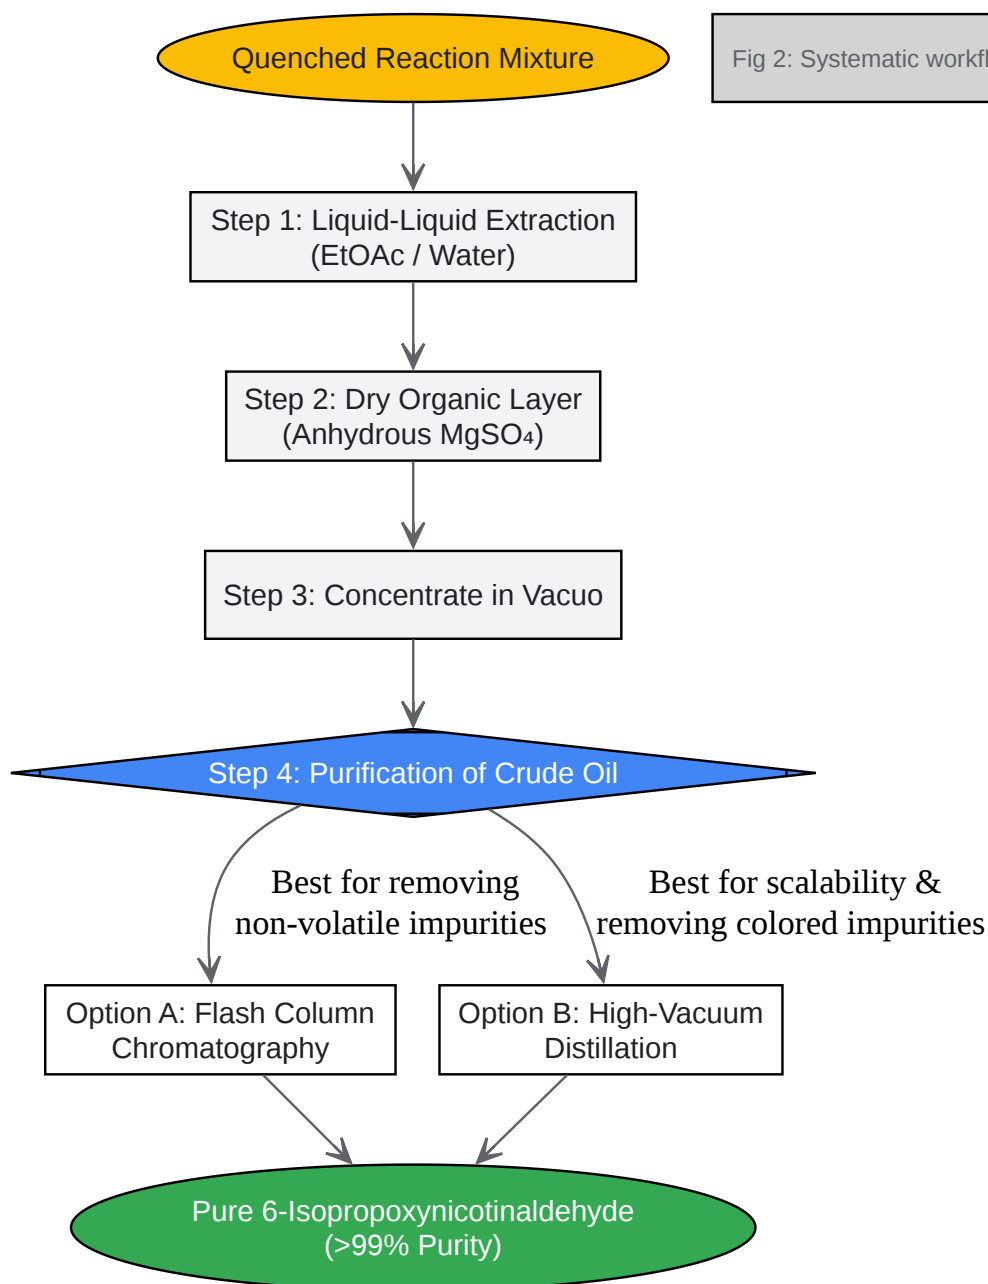 Quenched Reaction Mixture
Fig 2: Systematic
Step 1: Liquid-Liquid Extraction
(EtOAc / Water)
Step 2: Dry Organic Layer
(Anhydrous MgSO₄)
Step 3: Concentrate in Vacuo
Step 4: Purification of Crude Oil
Best for removing
non-volatile impurities
Best for scalability &
removing colored impurities
Option A: Flash Column
Chromatography
Option B: High-Vacuum
Distillation
Pure 6-Isopropoxynicotinaldehyde
(>99% Purity)